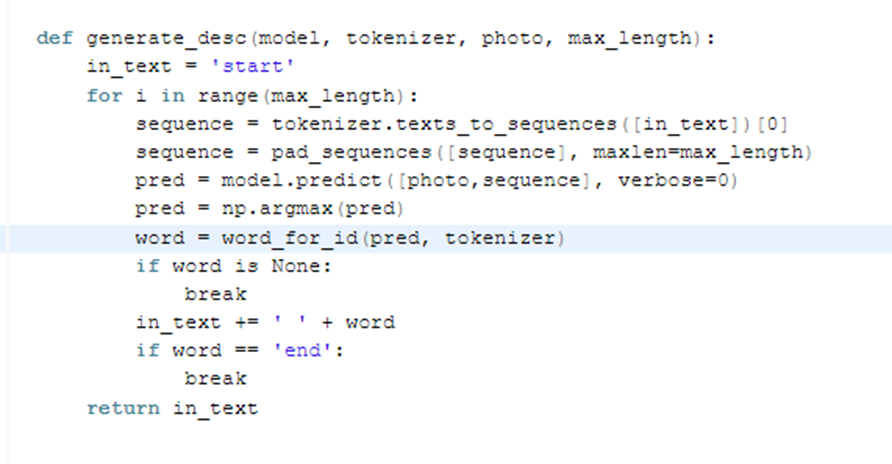 def generate_desc(model, tokenizer, photo, max_length):
    in_text = 'start'
    for i in range(max_length):
        sequence = tokenizer.texts_to_sequences([in_text])[0]
        sequence = pad_sequences([sequence], maxlen=max_length)
        pred = model.predict([photo,sequence], verbose=0)
        pred = np.argmax(pred)
        word = word_for_id(pred, tokenizer)
        if word is None:
            break
        in_text += ' ' + word
        if word == 'end':
            break
    return in_text